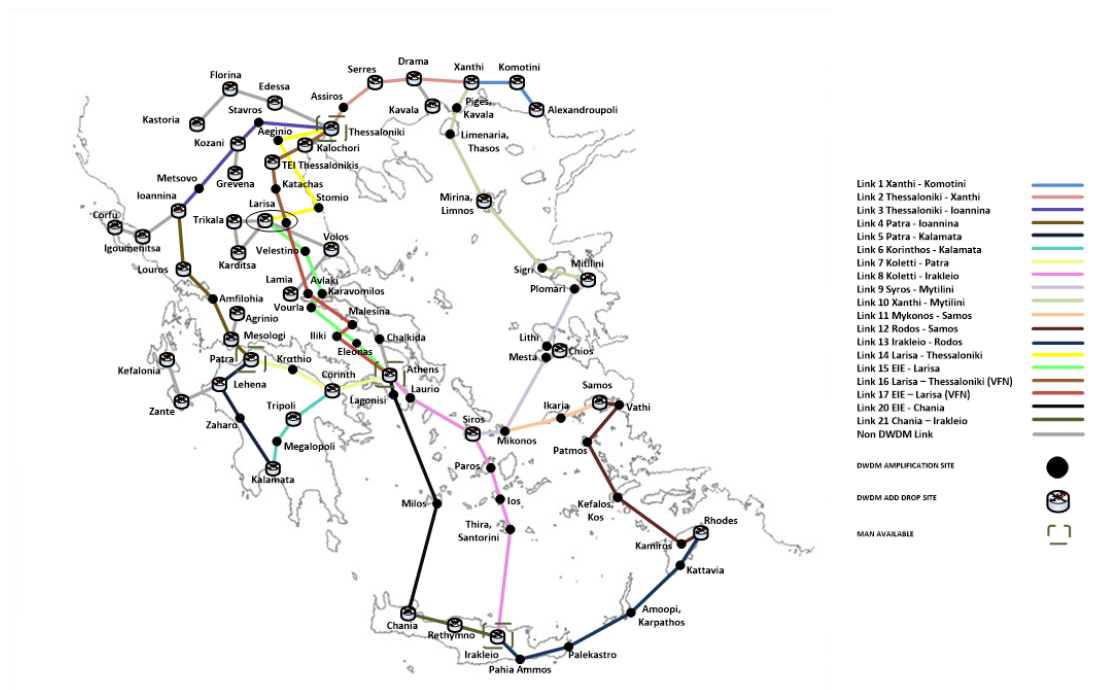 Florina
Edessa
Serres
Drama
Xanthi
Komotini
Assiros
Stavros
Kavala
Piges,
Kavala
Alexandroupoli
Kastoria
Aeginio
Thessaloniki
Limenaria,
Thasos
Kozani
Kalochori
TEI Thessalonikis
Metsovo
Grevena
Katachas
Ioannina
Larisa
Stomio
Mirina,
Limnos
Corfu
Trikala
Igoumenitsa
Velestino
Volos
Karditsa
Louros
Lamia
Avlaki
Karavomilos
Sigri
Mitilini
Plomari
Amfilohia
Vourla
Malesina
Agrinio
Iliki
Chalkida
Lithi
Mesologi
Eleonas
Mesta
Chios
Patra
Krαthio
Athens
Kefalonia
Lehena
Corinth
Laurio
Samos
Lagonisi
Zante
Tripoli
Ikaria
Vathi
Zaharo
Siros
Mikonos
Megalopoli
Patmos
Kalamata
Paros
Milos
Ios
Kefalos,
Kos
Thira,
Santorini
Rhodes
Kamiros
Kattavia
Amoopi,
Karpathos
Chania
Rethymno
Irakleio
Palekastro
Pahia Ammos
Link 1 Xanthi - Komotini
Link 2 Thessaloniki - Xanthi
Link 3 Thessaloniki - Ioannina
Link 4 Patra - Ioannina
Link 5 Patra - Kalamata
Link 6 Korinthos - Kalamata
Link 7 Koletti - Patra
Link 8 Koletti - Irakleio
Link 9 Syros - Mytilini
Link 10 Xanthi - Mytilini
Link 11 Mykonos - Samos
Link 12 Rodos - Samos
Link 13 Irakleio - Rodos
Link 14 Larisa - Thessaloniki
Link 15 EIE - Larisa
Link 16 Larisa – Thessaloniki (VFN)
Link 17 EIE – Larisa (VFN)
Link 20 EIE - Chania
Link 21 Chania – Irakleio
Non DWDM Link
DWDM AMPLIFICATION SITE
DWDM ADD DROP SITE
MAN AVAILABLE